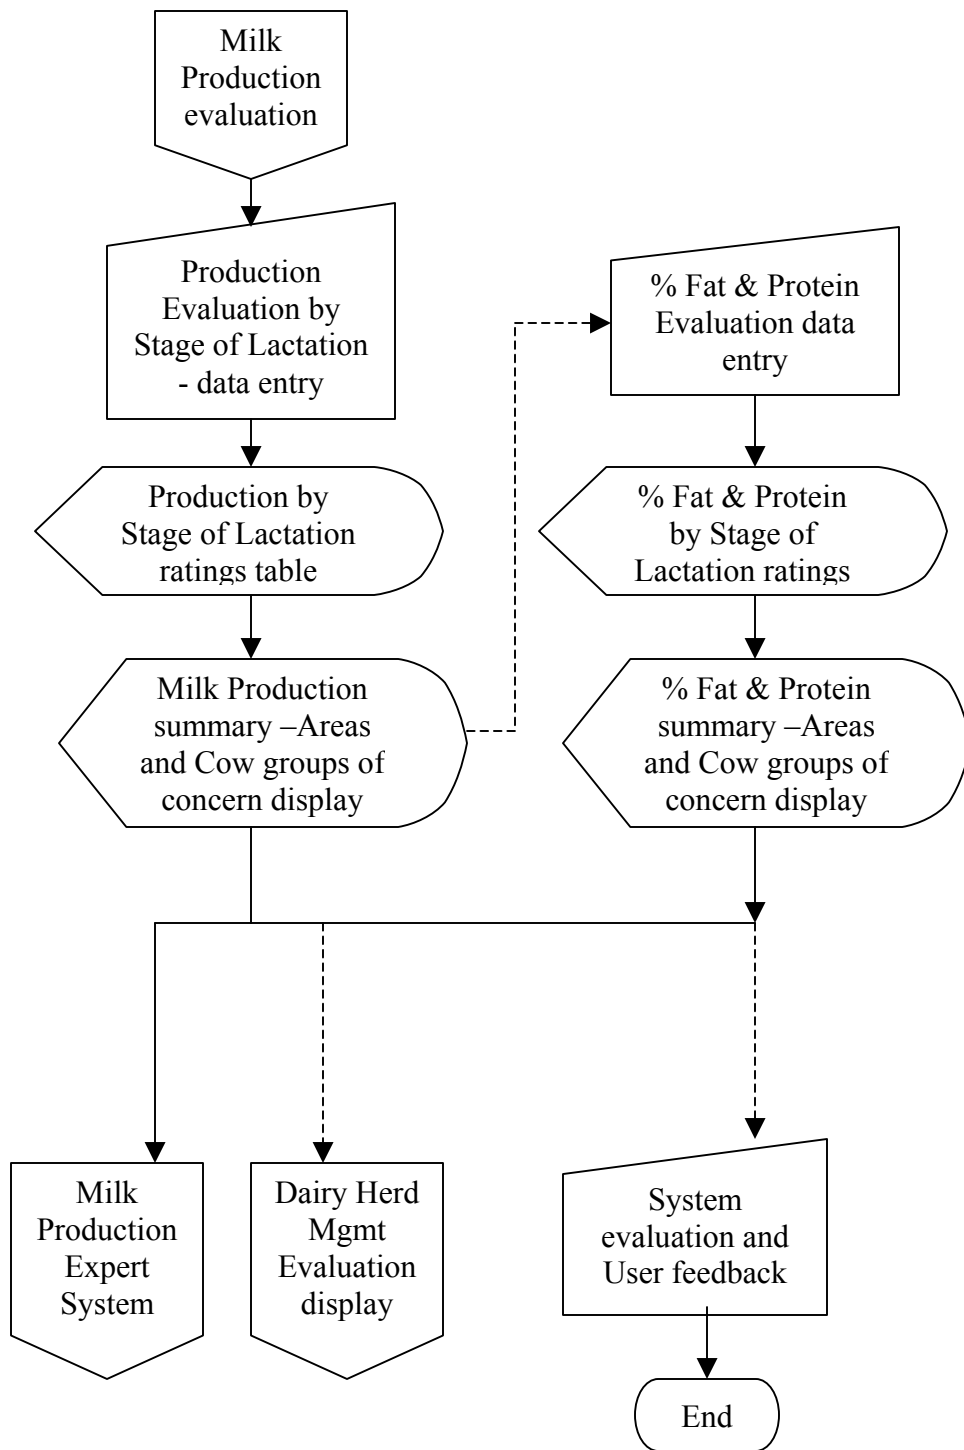 Milk
Production
evaluation
Production
Evaluation by
Stage of Lactation
- data entry
Production by
Stage of Lactation
ratings table
Milk Production
summary –Areas
and Cow groups of
concern display
% Fat & Protein
Evaluation data
entry
% Fat & Protein
by Stage of
Lactation ratings
% Fat & Protein
summary –Areas
and Cow groups of
concern display
Milk
Production
Expert
System
Dairy Herd
Mgmt
Evaluation
display
System
evaluation and
User feedback
End